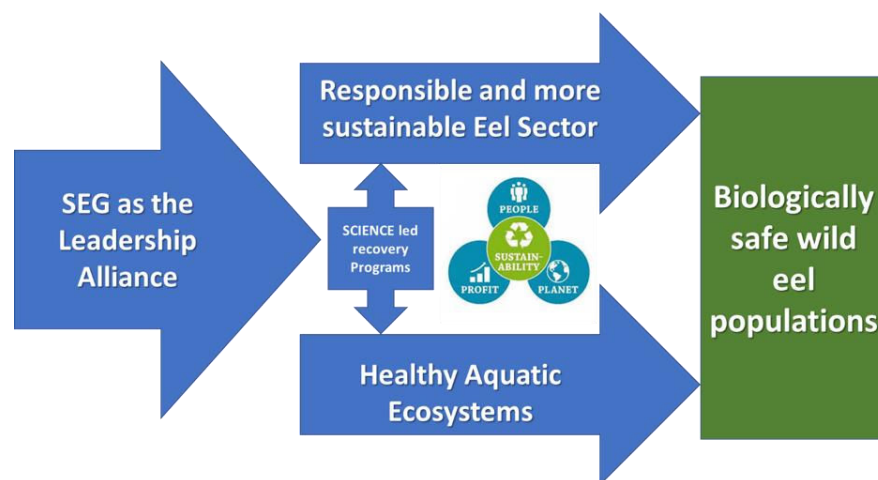 SEG as the
Leadership
Alliance
Responsible and more
sustainable Eel Sector
SCIENCE led
recovery
Programs
PEOPLE
SUSTAIN-
ABILITY
PROFIT
PLANET
Healthy Aquatic
Ecosystems
Biologically
safe wild
eel
populations